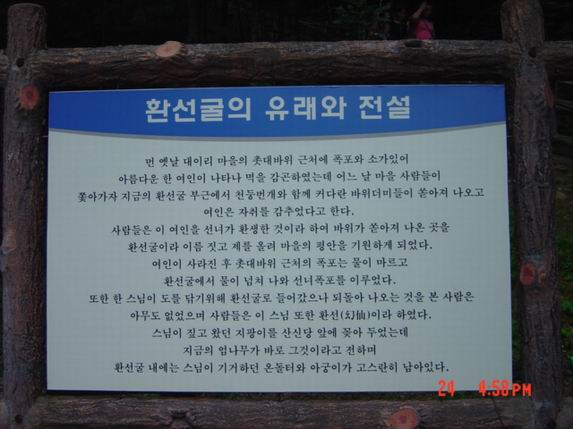 환선굴의 유래와 전설
먼 옛날 대이리 마을의 촛대바위 근처에 폭포와 소가있어
아름다운 한 여인이 나타나 멱을 감곤하였는데 어느 날 마을 사람들이
쫓아가자 지금의 환선굴 부근에서 천둥번개와 함께 커다란 바위더미들이 쏟아져 나오고
여인은 자취를 감추었다고 한다.
사람들은 이 여인을 선녀가 환생한 것이라 하여 바위가 쏟아져 나온 곳을
환선굴이라 이름 짓고 제를 올려 마을의 평안을 기원하게 되었다.
여인이 사라진 후 촛대바위 근처의 폭포는 물이 마르고
환선굴에서 물이 넘쳐 나와 선녀폭포를 이루었다.
또한 한 스님이 도를 닦기위해 환선굴로 들어갔으나 되돌아 나오는 것을 본 사람은
아무도 없었으며 사람들은 이 스님 또한 환선(幻仙)이라 하였다.
스님이 짚고 왔던 지팡이를 산신당 앞에 꽂아 두었는데
지금의 엄나무가 바로 그것이라고 전하며
환선굴 내에는 스님이 기거하던 온돌터와 아궁이가 고스란히 남아있다.
24 4:58PM